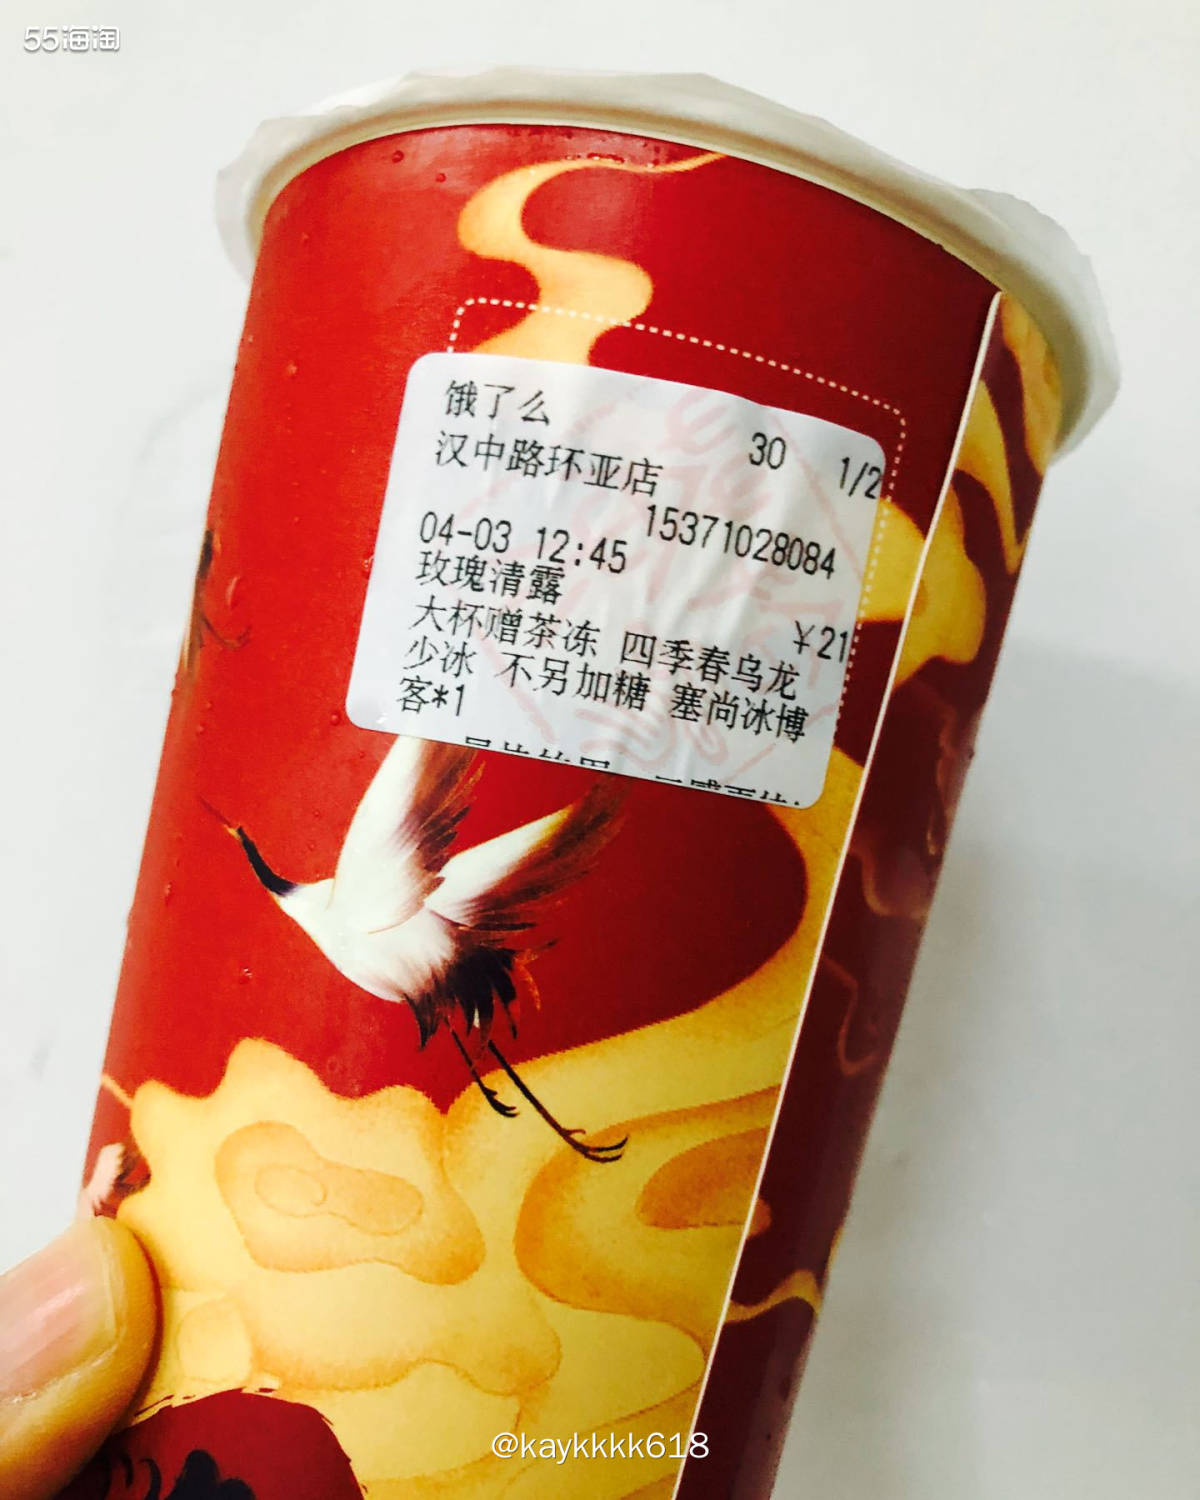 55海淘
饿了么
30 1/2
汉中路环亚店
15371028084
04-03 12:45
玫瑰清露
￥21
大杯赠茶冻 四季春乌龙
少冰 不另加糖 塞尚冰博
客*1
@kaykkkk618